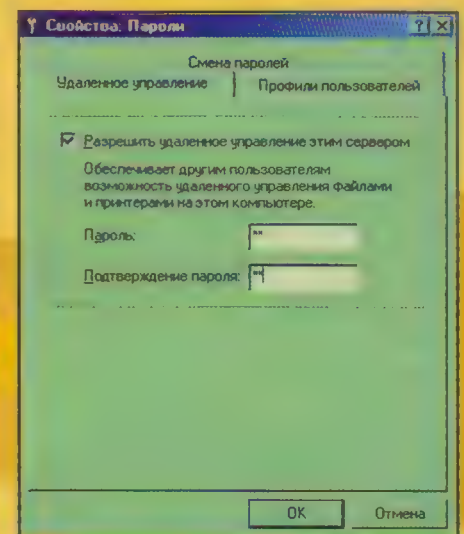 Свойства: Пароли
Смена паролей
Удаленное управление
Профили пользователей
Разрешить удаленное управление этим сервером
Обеспечивает другим пользователям
возможность удаленного управления файлами
и принтерами на этом компьютере.
Пароль: **
Подтверждение пароля: **
OK
Отмена